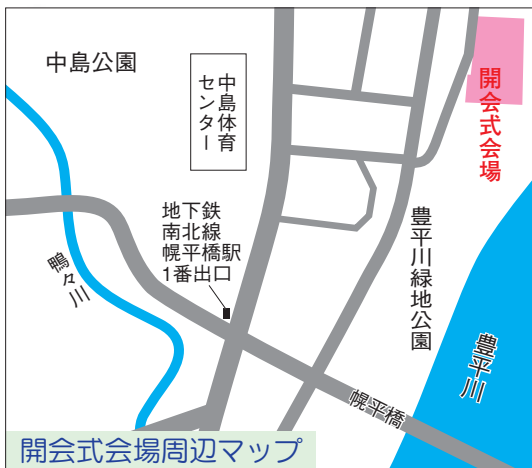 中島公園
中島体育
センター
開会式会場
地下鉄
南北線
幌平橋駅
1番出口
鴨々川
豊平川緑地公園
豊平川
幌平橋
開会式会場周辺マップ